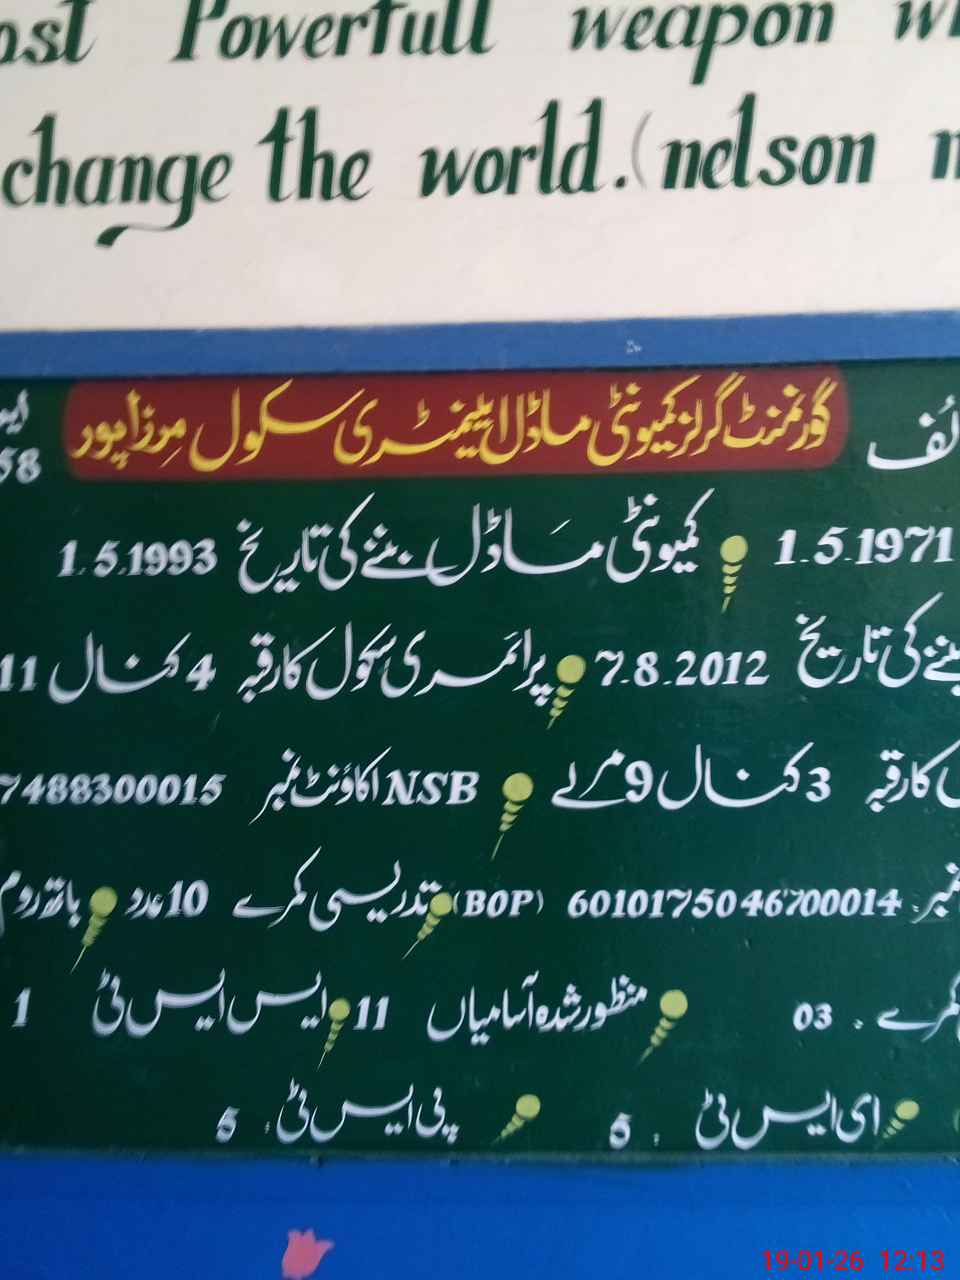 Powerfull weapon
change the world.(nelson
گورنمنٹ گرلز کمیونٹی ماڈل ایلیمنٹری سکول مرزاپور
58
1.5.1971 کمیونٹی ماڈل بننے کی تاریخ 1.5.1993
بننے کی تاریخ 7.8.2012 پرائمری سکول کا رقبہ 4 کنال 11
کا رقبہ 3 کنال 9 مرلے NSB اکاؤنٹ نمبر 7488300015
نمبر 6010175046700014 (BOP) تدریسی کمرے 10 عدد باتھ روم
کمرے 03 منظور شدہ آسامیاں 11 ایس ایس ٹی 1
ای ایس ٹی 5 پی ایس ٹی 5
19-01-26 12:13